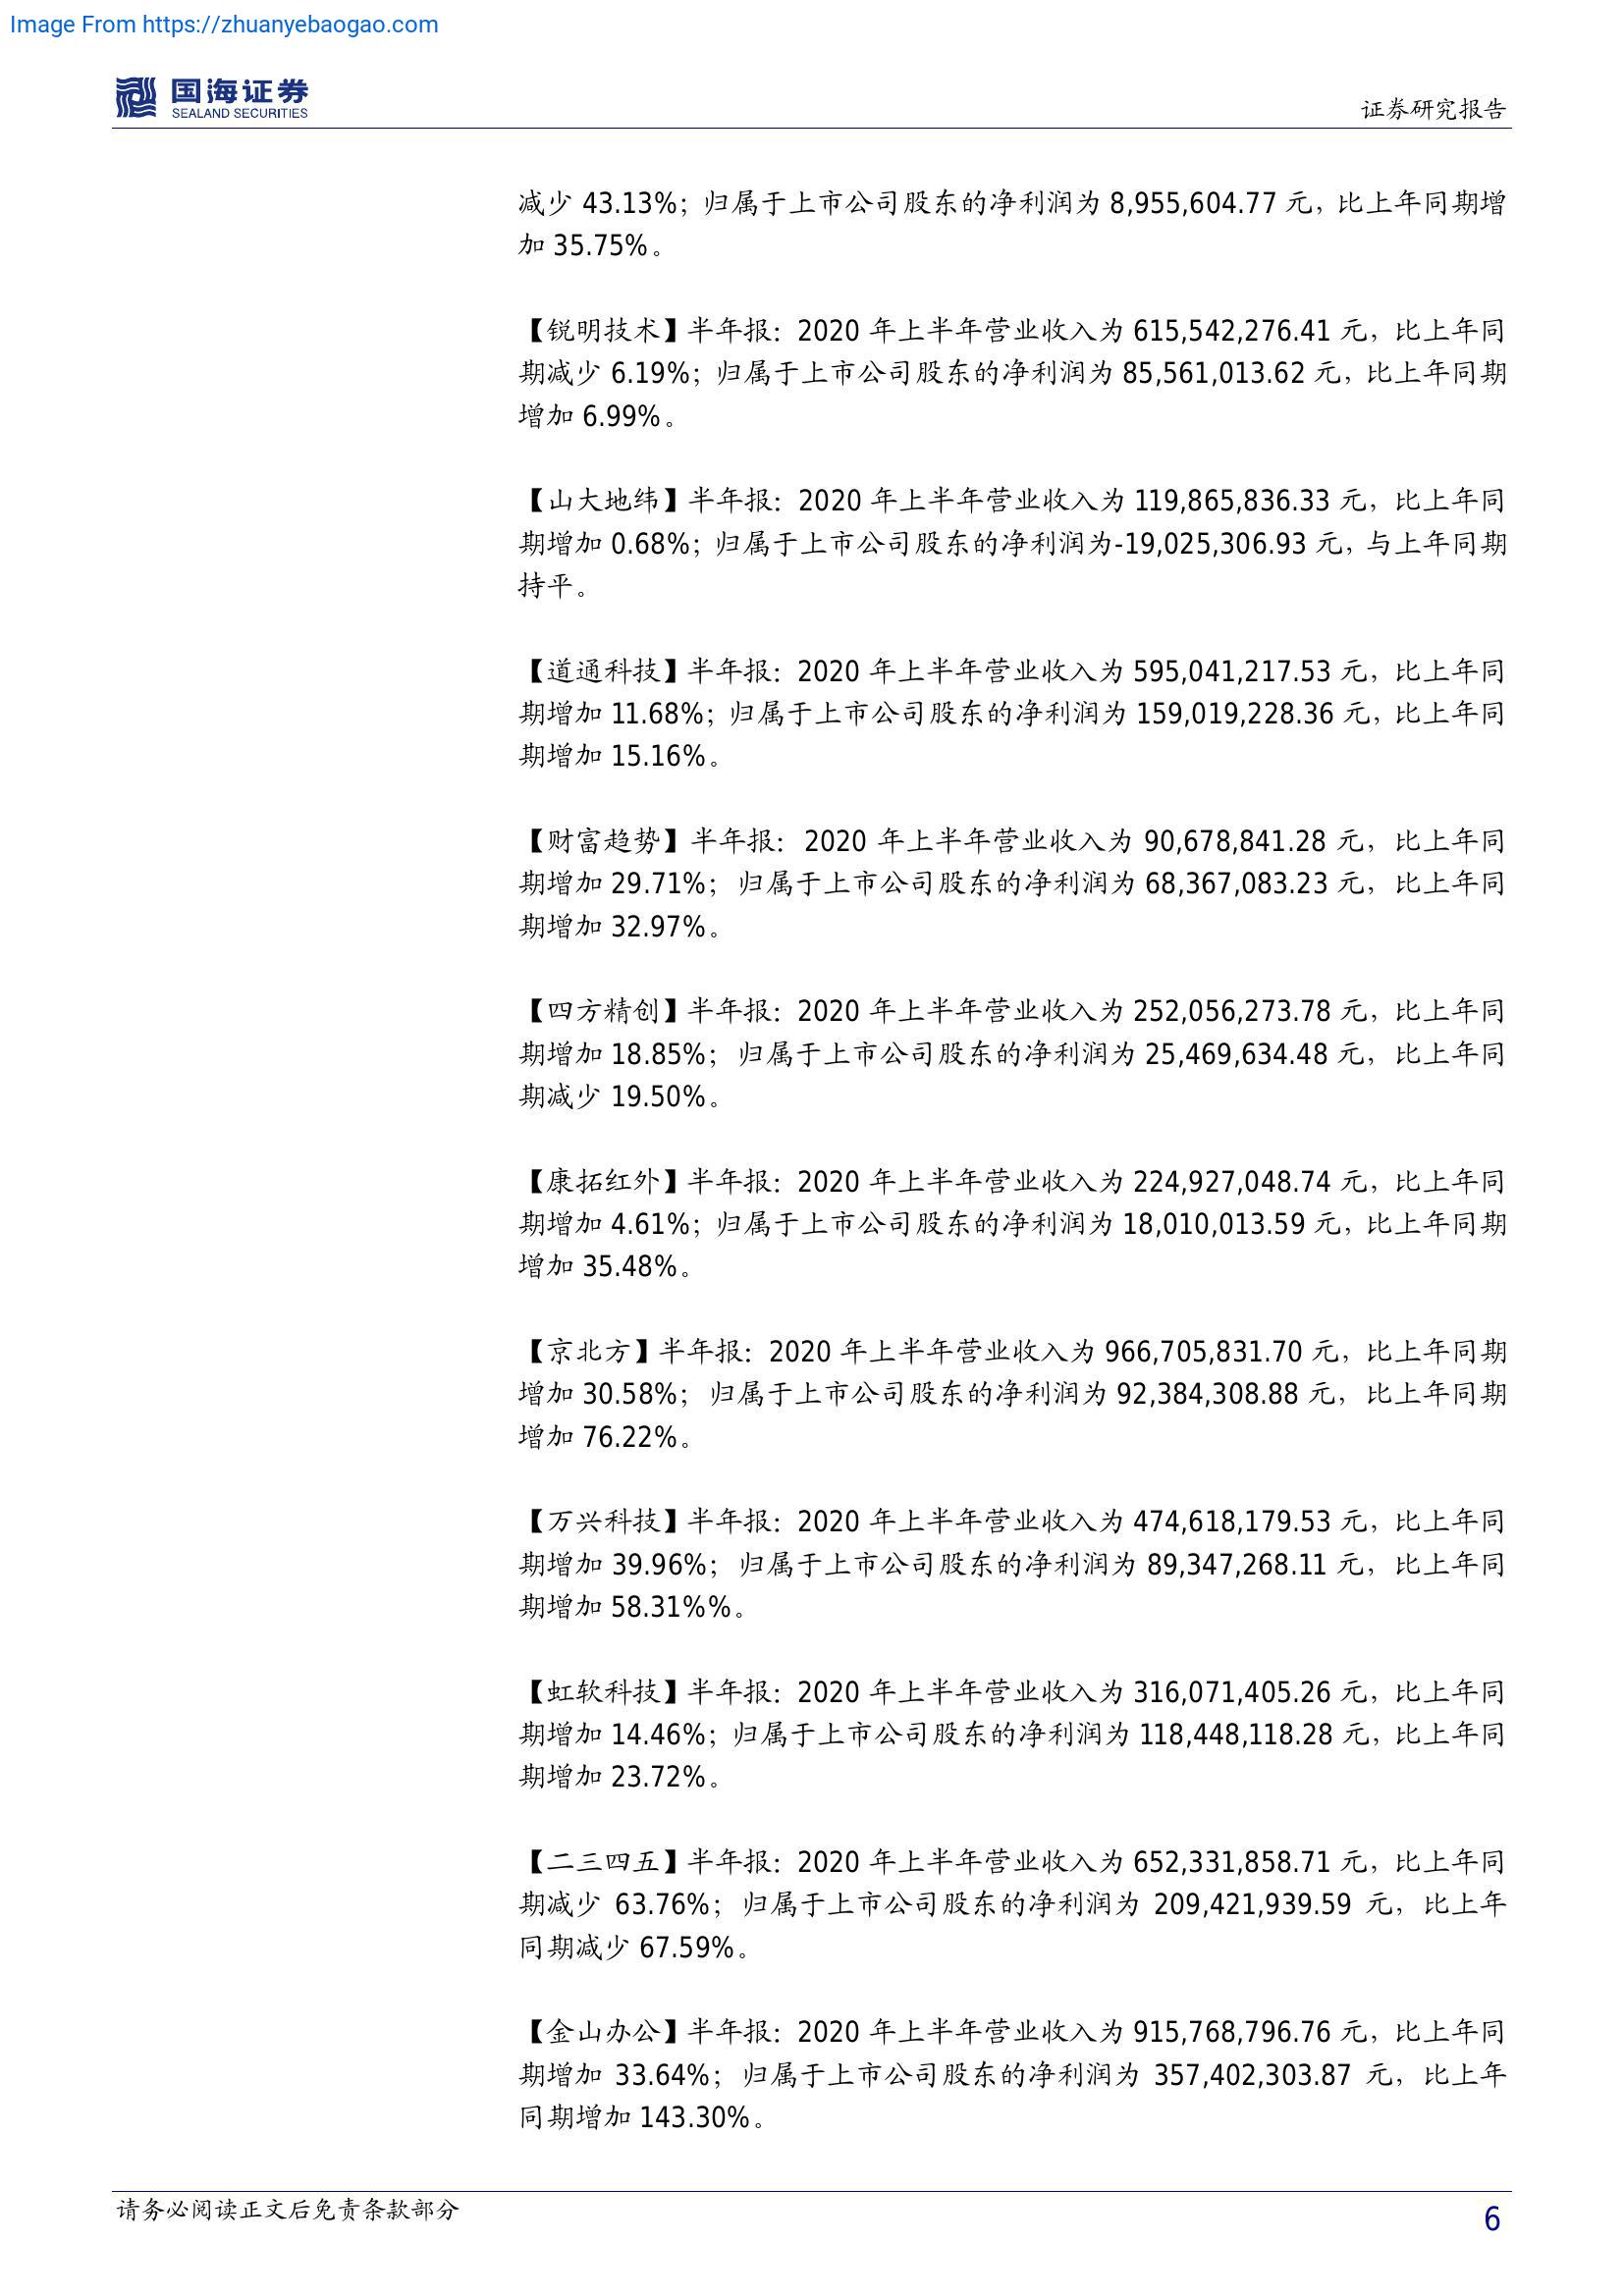 Image From https://zhuanyebaogao.com
国海证券
SEALAND SECURITIES
证券研究报告
减少 43.13%；归属于上市公司股东的净利润为 8,955,604.77 元，比上年同期增
加 35.75%。
【锐明技术】半年报：2020 年上半年营业收入为 615,542,276.41 元，比上年同
期减少 6.19%；归属于上市公司股东的净利润为 85,561,013.62 元，比上年同期
增加 6.99%。
【山大地纬】半年报：2020 年上半年营业收入为 119,865,836.33 元，比上年同
期增加 0.68%；归属于上市公司股东的净利润为-19,025,306.93 元，与上年同期
持平。
【道通科技】半年报：2020 年上半年营业收入为 595,041,217.53 元，比上年同
期增加 11.68%；归属于上市公司股东的净利润为 159,019,228.36 元，比上年同
期增加 15.16%。
【财富趋势】半年报：2020 年上半年营业收入为 90,678,841.28 元，比上年同
期增加 29.71%；归属于上市公司股东的净利润为 68,367,083.23 元，比上年同
期增加 32.97%。
【四方精创】半年报：2020 年上半年营业收入为 252,056,273.78 元，比上年同
期增加 18.85%；归属于上市公司股东的净利润为 25,469,634.48 元，比上年同
期减少 19.50%。
【康拓红外】半年报：2020 年上半年营业收入为 224,927,048.74 元，比上年同
期增加 4.61%；归属于上市公司股东的净利润为 18,010,013.59 元，比上年同期
增加 35.48%。
【京北方】半年报：2020 年上半年营业收入为 966,705,831.70 元，比上年同期
增加 30.58%；归属于上市公司股东的净利润为 92,384,308.88 元，比上年同期
增加 76.22%。
【万兴科技】半年报：2020 年上半年营业收入为 474,618,179.53 元，比上年同
期增加 39.96%；归属于上市公司股东的净利润为 89,347,268.11 元，比上年同
期增加 58.31%%。
【虹软科技】半年报：2020 年上半年营业收入为 316,071,405.26 元，比上年同
期增加 14.46%；归属于上市公司股东的净利润为 118,448,118.28 元，比上年同
期增加 23.72%。
【二三四五】半年报：2020 年上半年营业收入为 652,331,858.71 元，比上年同
期减少 63.76%；归属于上市公司股东的净利润为 209,421,939.59 元，比上年
同期减少 67.59%。
【金山办公】半年报：2020 年上半年营业收入为 915,768,796.76 元，比上年同
期增加 33.64%；归属于上市公司股东的净利润为 357,402,303.87 元，比上年
同期增加 143.30%。
请务必阅读正文后免责条款部分
6